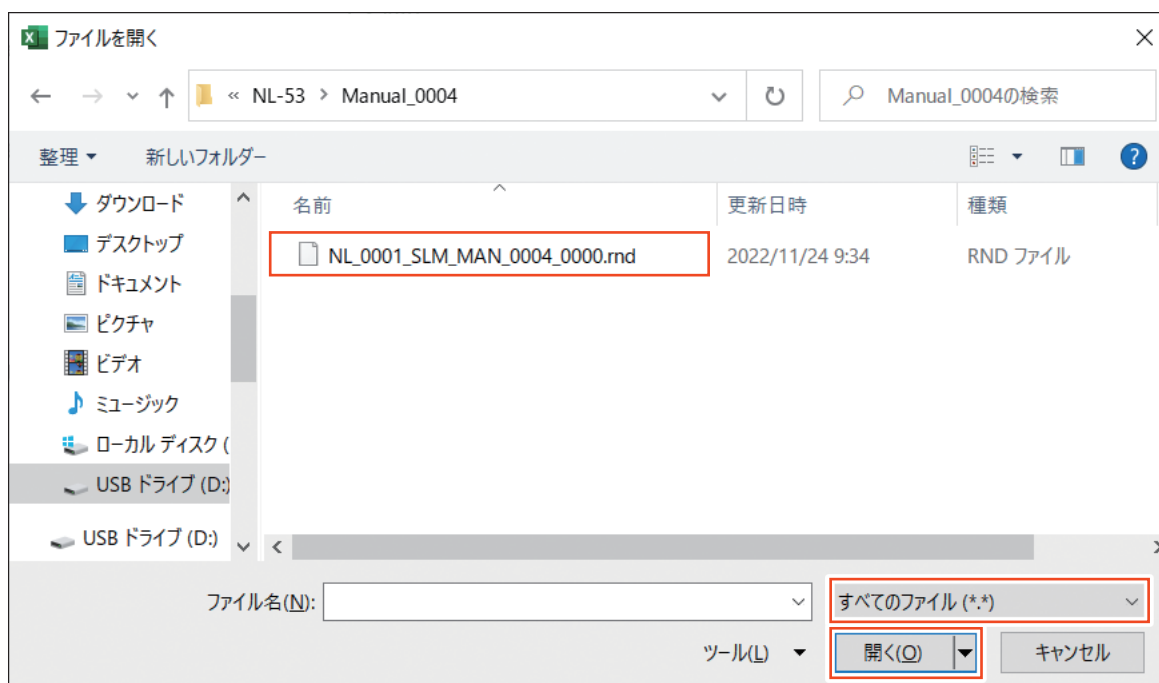 ファイルを開く
« NL-53 > Manual_0004
Manual_0004の検索
整理 新しいフォルダー
名前 更新日時 種類
ダウンロード
NL_0001_SLM_MAN_0004_0000.rnd 2022/11/24 9:34 RND ファイル
デスクトップ
ドキュメント
ピクチャ
ビデオ
ミュージック
ローカル ディスク (
USB ドライブ (D:)
USB ドライブ (D:)
ファイル名(N):
すべてのファイル (*.*)
ツール(L) 開く(O) キャンセル